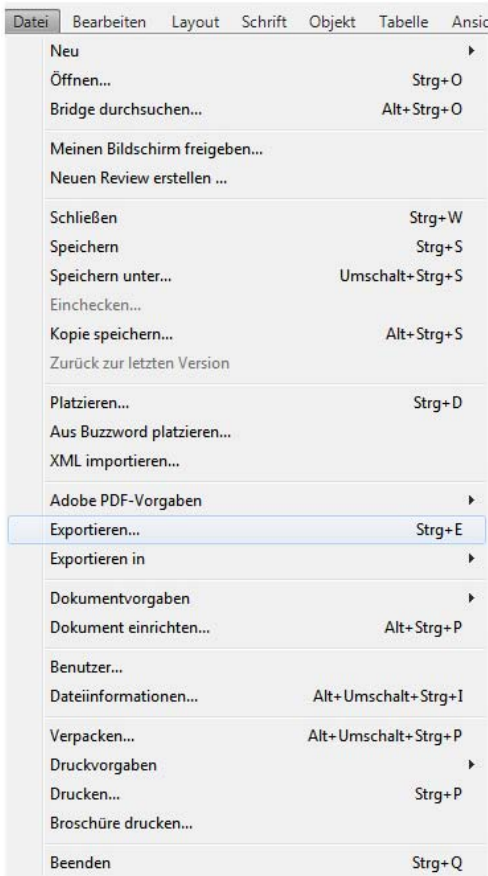 Datei Bearbeiten Layout Schrift Objekt Tabelle
Neu
Öffnen... Strg+O
Bridge durchsuchen... Alt+Strg+O
Meinen Bildschirm freigeben...
Neuen Review erstellen ...
Schließen Strg+W
Speichern Strg+S
Speichern unter... Umschalt+Strg+S
Einchecken...
Kopie speichern... Alt+Strg+S
Zurück zur letzten Version
Platzieren... Strg+D
Aus Buzzword platzieren...
XML importieren...
Adobe PDF-Vorgaben
Exportieren... Strg+E
Exportieren in
Dokumentvorgaben
Dokument einrichten... Alt+Strg+P
Benutzer...
Dateiinformationen... Alt+Umschalt+Strg+I
Verpacken... Alt+Umschalt+Strg+P
Druckvorgaben
Drucken... Strg+P
Broschüre drucken...
Beenden Strg+Q